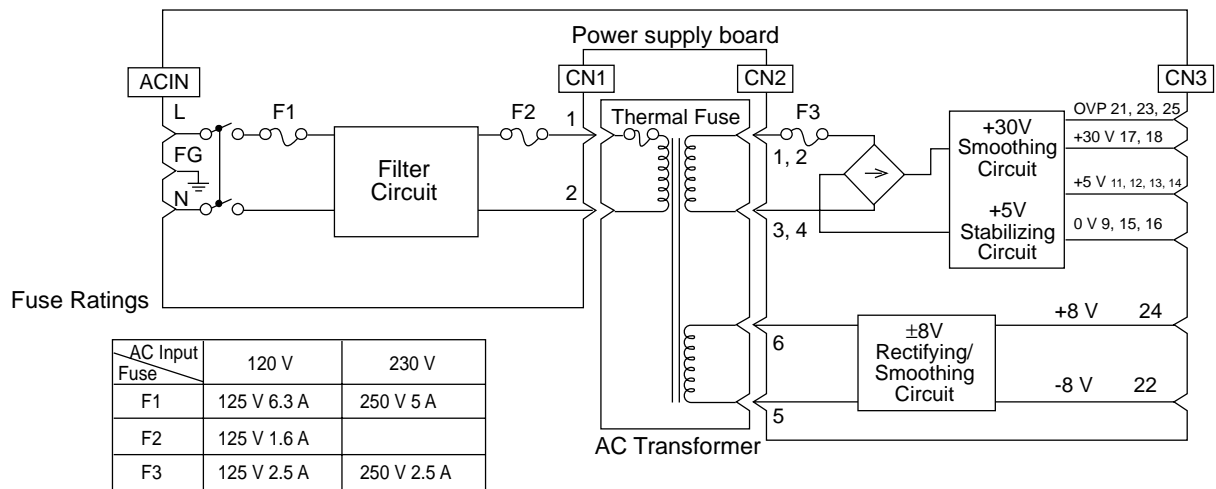 Power supply board
ACIN
CN1
CN2
CN3
L
F1
F2
1
Thermal Fuse
F3
OVP 21, 23, 25
+30 V 17, 18
+5 V 11, 12, 13, 14
0 V 9, 15, 16
FG
N
Filter
Circuit
2
1, 2
3, 4
+30V
Smoothing
Circuit
+5V
Stabilizing
Circuit
6
5
±8V
Rectifying/
Smoothing
Circuit
+8 V 24
-8 V 22
AC Transformer
Fuse Ratings
AC Input
Fuse
120 V 230 V
F1 125 V 6.3 A 250 V 5 A
F2 125 V 1.6 A
F3 125 V 2.5 A 250 V 2.5 A